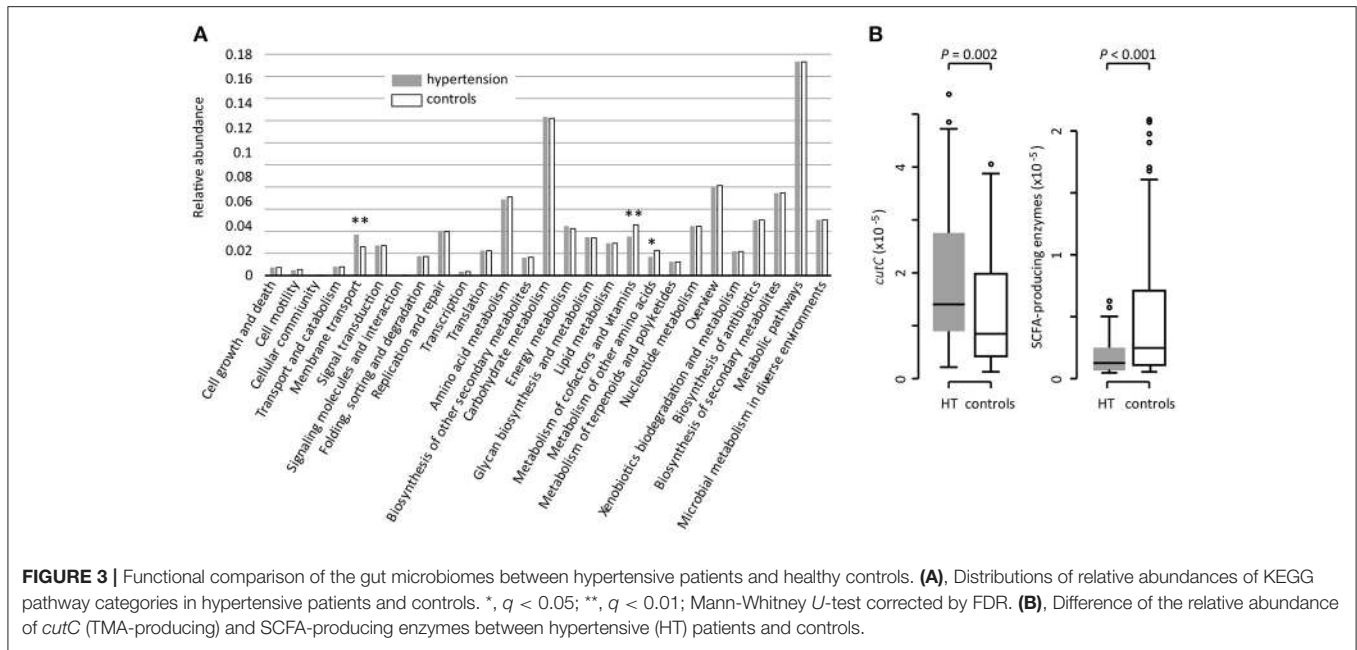 A
0.18
0.16
0.14
0.12
0.1
0.08
0.06
0.04
0.02
0
Relative abundance
hypertension
controls
**
**
*
Cell growth and death
Cell motility
Cellular community
Transport and catabolism
Membrane transport
Signal transduction
Signaling molecules and interaction
Folding, sorting and degradation
Replication and repair
Transcription
Translation
Amino acid metabolism
Biosynthesis of other secondary metabolites
Carbohydrate metabolism
Energy metabolism
Glycan biosynthesis and metabolism
Lipid metabolism
Metabolism of cofactors and vitamins
Metabolism of other amino acids
Metabolism of terpenoids and polyketides
Nucleotide metabolism
Overview
Xenobiotics biodegradation and metabolism
Biosynthesis of antibiotics
Biosynthesis of secondary metabolites
Metabolic pathways
Microbial metabolism in diverse environments
B
P = 0.002
cutC (x10⁻⁵)
0
2
4
HT controls
P < 0.001
SCFA-producing enzymes (x10⁻⁵)
0
1
2
HT controls
FIGURE 3 | Functional comparison of the gut microbiomes between hypertensive patients and healthy controls. (A), Distributions of relative abundances of KEGG
pathway categories in hypertensive patients and controls. *, q < 0.05; **, q < 0.01; Mann-Whitney U-test corrected by FDR. (B), Difference of the relative abundance
of cutC (TMA-producing) and SCFA-producing enzymes between hypertensive (HT) patients and controls.